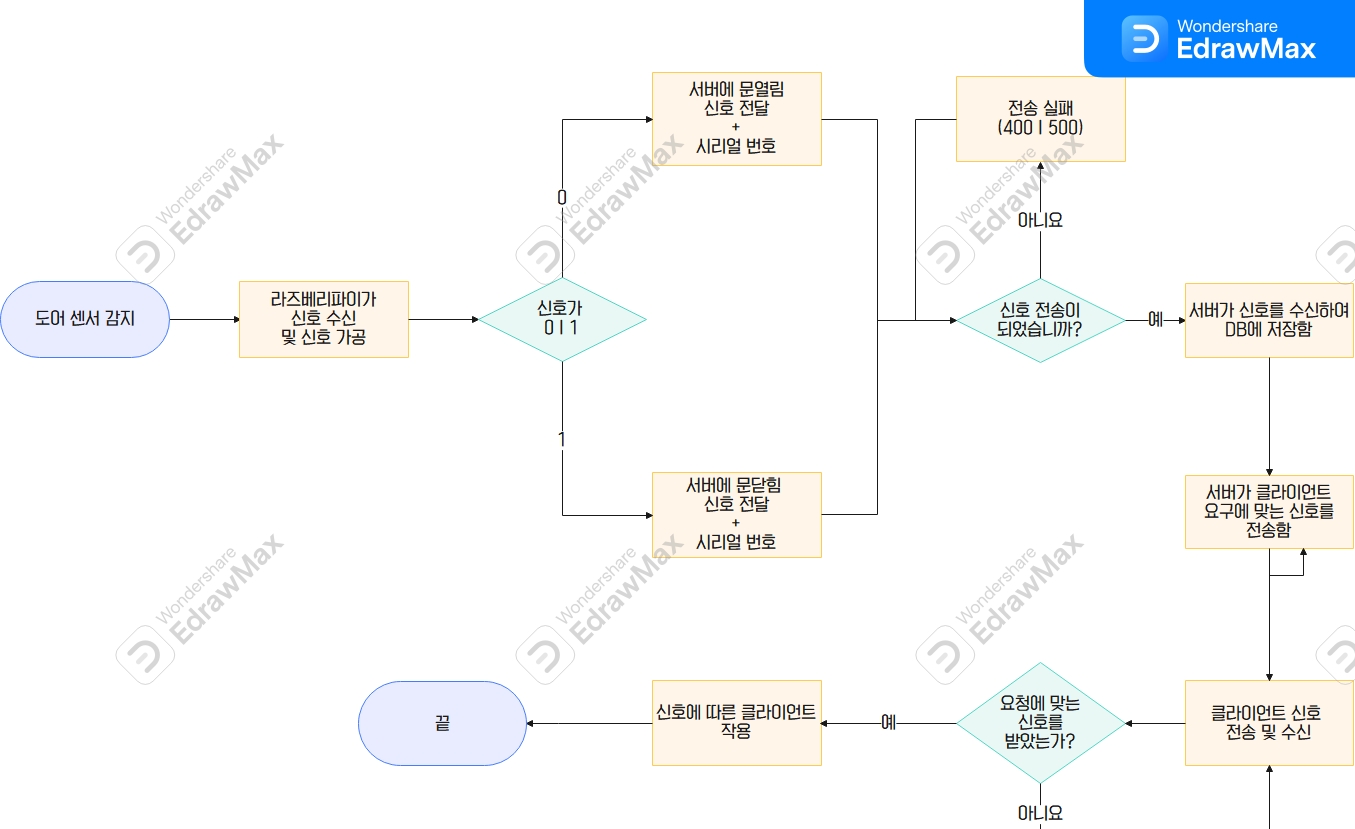 Wondershare
EdrawMax
서버에 문열림
신호 전달
+
시리얼 번호
전송 실패
(400 | 500)
0
아니요
도어 센서 감지
라즈베리파이가
신호 수신
및 신호 가공
신호가
0 | 1
신호 전송이
되었습니까?
예
서버가 신호를 수신하여
DB에 저장함
1
서버에 문닫힘
신호 전달
+
시리얼 번호
서버가 클라이언트
요구에 맞는 신호를
전송함
끝
신호에 따른 클라이언트
작용
예
요청에 맞는
신호를
받았는가?
클라이언트 신호
전송 및 수신
아니요
Wondershare
EdrawMax
Wondershare
EdrawMax
Wondershare
EdrawMax
Wondershare
EdrawMax
Wondershare
EdrawMax
Wondershare
EdrawMax